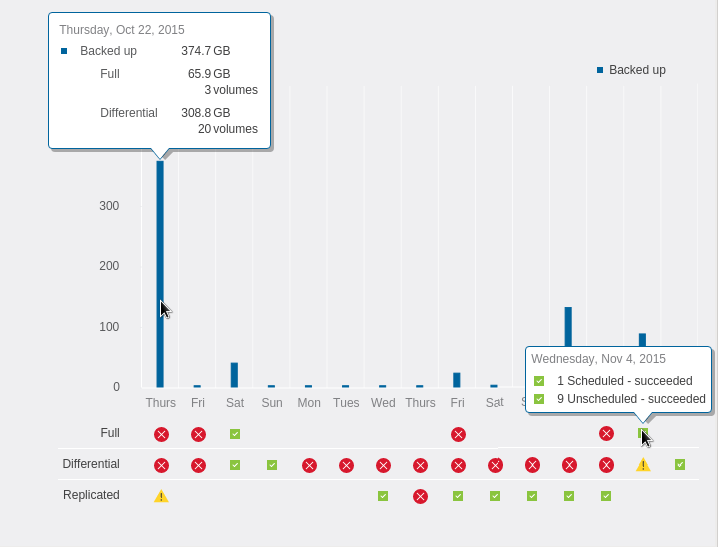 Thursday, Oct 22, 2015
Backed up 374.7 GB
Full 65.9 GB
3 volumes
Differential 308.8 GB
20 volumes
Backed up
300
200
100
0
Thurs Fri Sat Sun Mon Tues Wed Thurs Fri Sat
Wednesday, Nov 4, 2015
1 Scheduled - succeeded
9 Unscheduled - succeeded
Full
Differential
Replicated